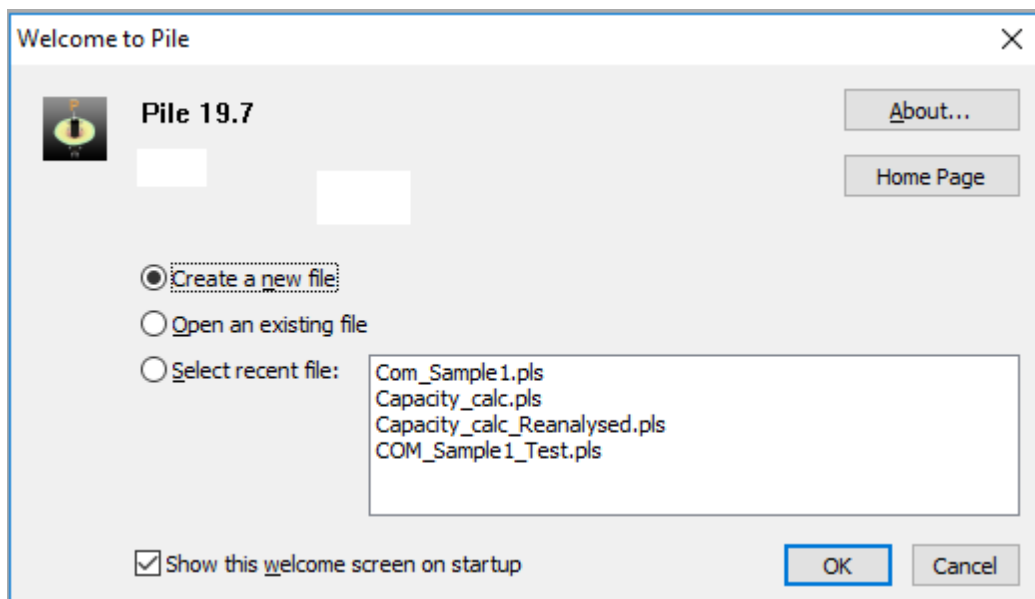 Welcome to Pile
Pile 19.7
About...
Home Page
Create a new file
Open an existing file
Select recent file:
Com_Sample1.pls
Capacity_calc.pls
Capacity_calc_Reanalysed.pls
COM_Sample1_Test.pls
Show this welcome screen on startup
OK
Cancel